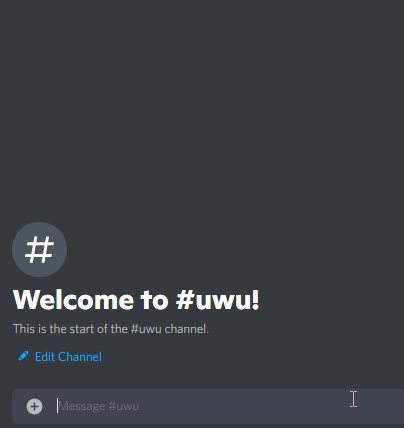 #
Welcome to #uwu!
This is the start of the #uwu channel.
Edit Channel
Message #uwu